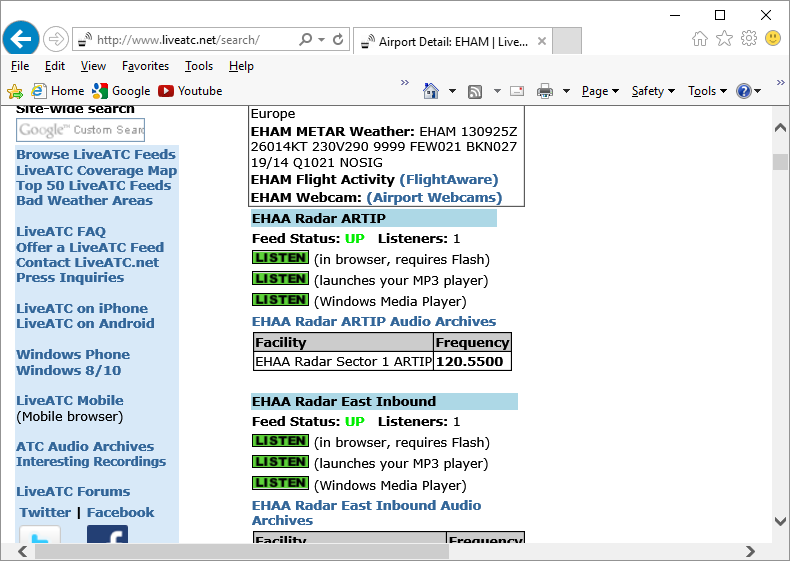 http://www.liveatc.net/search/
Airport Detail: EHAM | Live...
File Edit View Favorites Tools Help
Home Google Youtube Page Safety Tools
Site-wide search
Google™ Custom Sear
Browse LiveATC Feeds
LiveATC Coverage Map
Top 50 LiveATC Feeds
Bad Weather Areas
LiveATC FAQ
Offer a LiveATC Feed
Contact LiveATC.net
Press Inquiries
LiveATC on iPhone
LiveATC on Android
Windows Phone
Windows 8/10
LiveATC Mobile
(Mobile browser)
ATC Audio Archives
Interesting Recordings
LiveATC Forums
Twitter | Facebook
Europe
EHAM METAR Weather: EHAM 130925Z
26014KT 230V290 9999 FEW021 BKN027
19/14 Q1021 NOSIG
EHAM Flight Activity (FlightAware)
EHAM Webcam: (Airport Webcams)
EHAA Radar ARTIP
Feed Status: UP Listeners: 1
LISTEN (in browser, requires Flash)
LISTEN (launches your MP3 player)
LISTEN (Windows Media Player)
EHAA Radar ARTIP Audio Archives
Facility Frequency
EHAA Radar Sector 1 ARTIP 120.5500
EHAA Radar East Inbound
Feed Status: UP Listeners: 1
LISTEN (in browser, requires Flash)
LISTEN (launches your MP3 player)
LISTEN (Windows Media Player)
EHAA Radar East Inbound Audio
Archives
Facility Frequency